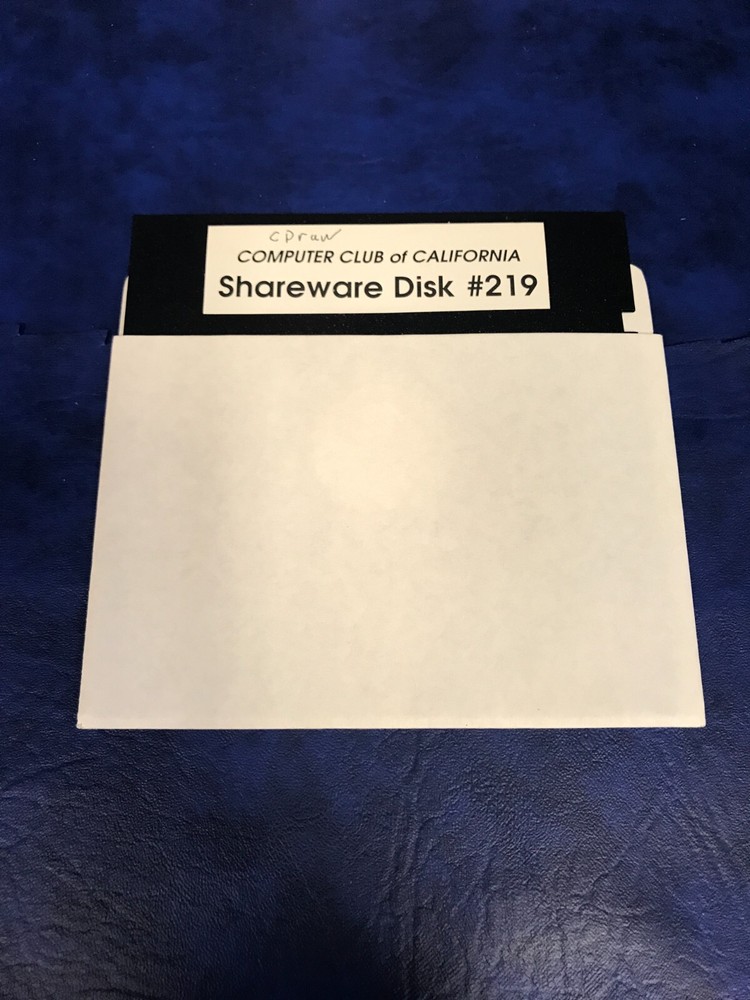 cDraw
COMPUTER CLUB of CALIFORNIA
Shareware Disk #219